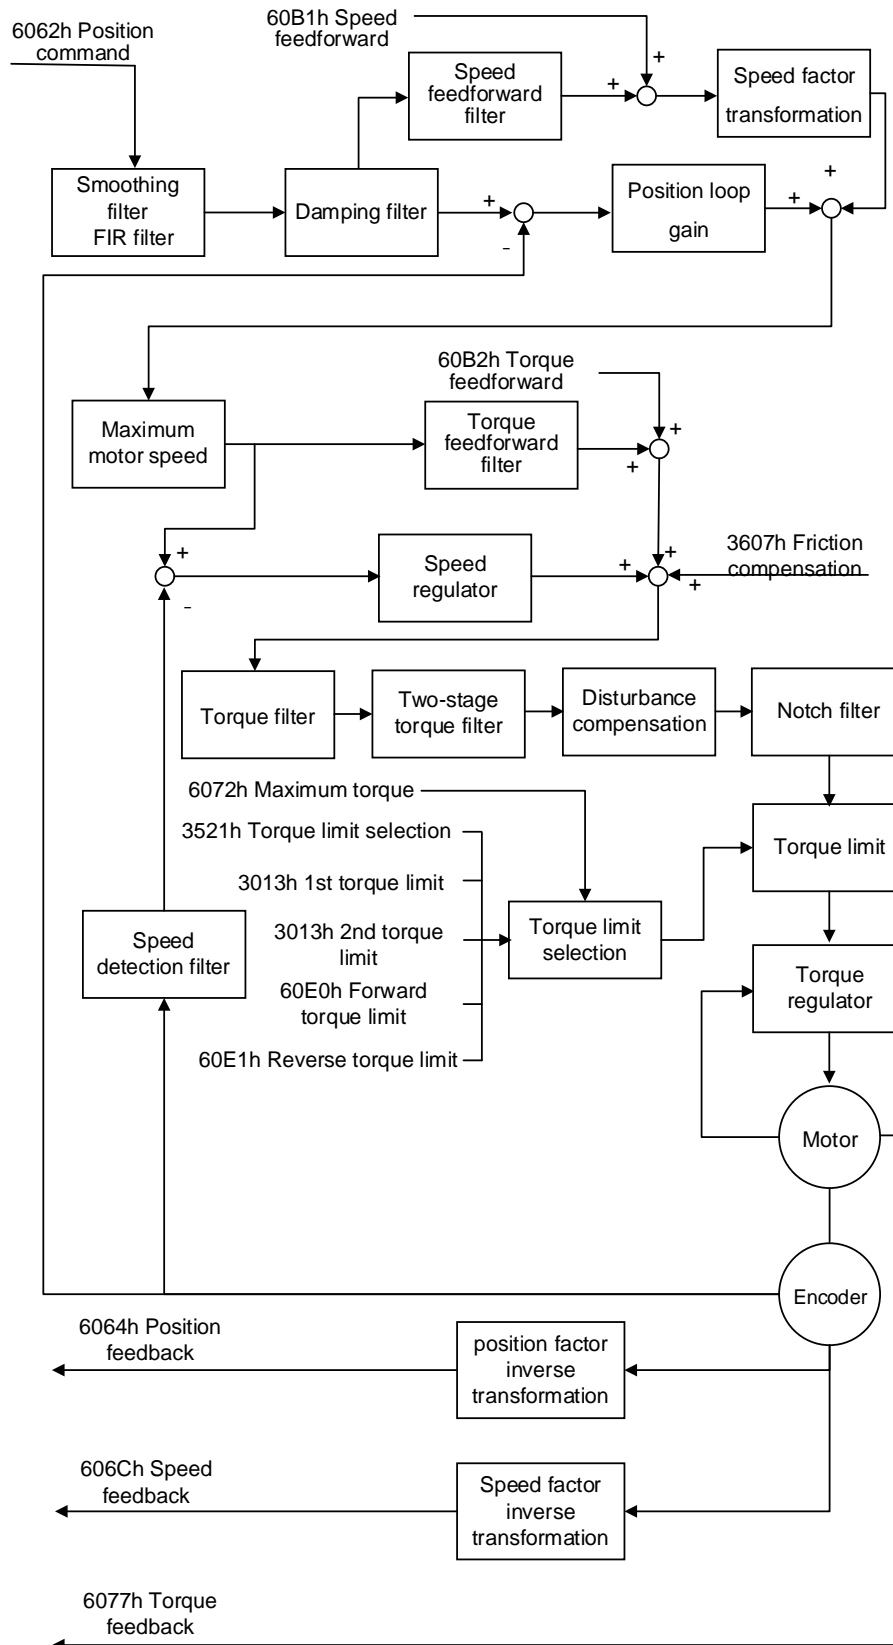 6062h Position
command
60B1h Speed
feedforward
+
Speed
feedforward
filter
+
Speed factor
transformation
Smoothing
filter
FIR filter
Damping filter
+
-
Position loop
gain
+
+
60B2h Torque
feedforward
Maximum
motor speed
Torque
feedforward
filter
+
+
+
-
Speed
regulator
+
+
+
3607h Friction
compensation
Torque filter
Two-stage
torque filter
Disturbance
compensation
Notch filter
6072h Maximum torque
3521h Torque limit selection
3013h 1st torque limit
3013h 2nd torque
limit
60E0h Forward
torque limit
60E1h Reverse torque limit
Torque limit
selection
Torque limit
Speed
detection filter
Torque
regulator
Motor
Encoder
6064h Position
feedback
position factor
inverse
transformation
606Ch Speed
feedback
Speed factor
inverse
transformation
6077h Torque
feedback